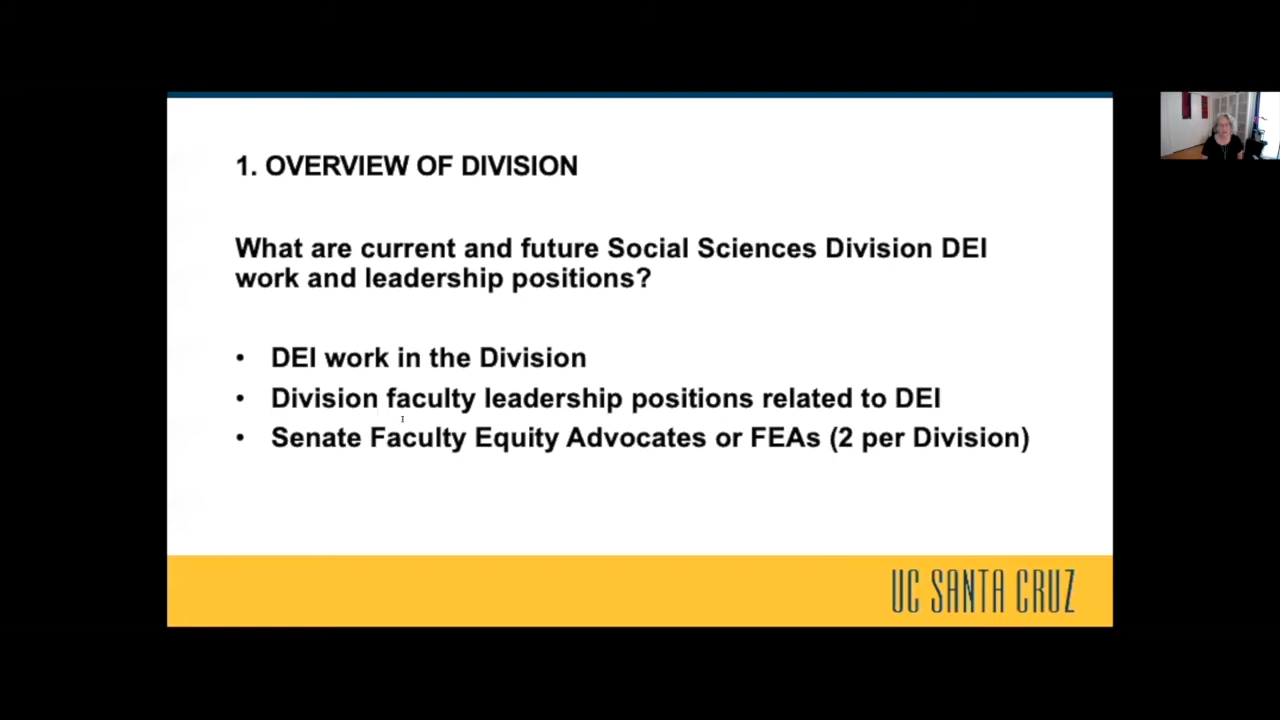 1. OVERVIEW OF DIVISION
What are current and future Social Sciences Division DEI
work and leadership positions?
• DEI work in the Division
• Division faculty leadership positions related to DEI
• Senate Faculty Equity Advocates or FEAs (2 per Division)
UC SANTA CRUZ